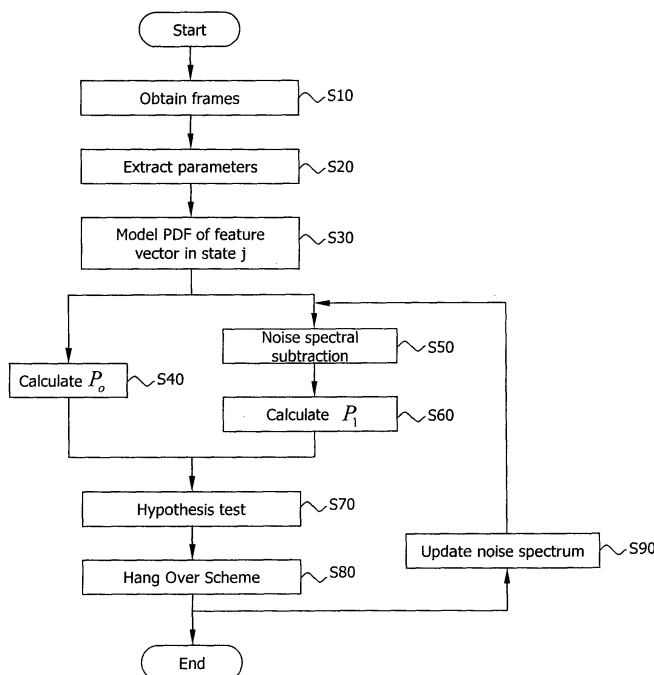 Start
Obtain frames
S10
Extract parameters
S20
Model PDF of feature
vector in state j
S30
Noise spectral
subtraction
S50
Calculate Po
S40
Calculate P1
S60
Hypothesis test
S70
Hang Over Scheme
S80
Update noise spectrum
S90
End